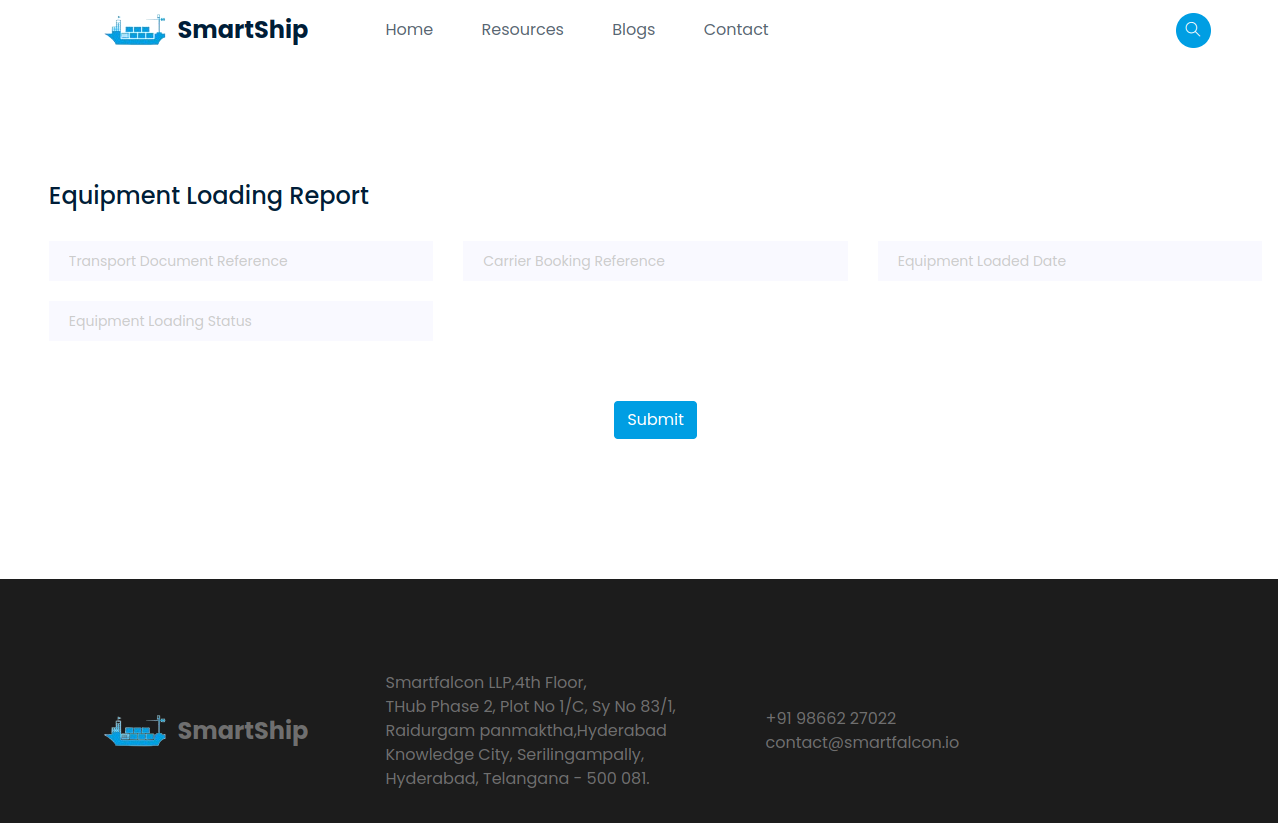 SmartShip
Home
Resources
Blogs
Contact
Equipment Loading Report
Transport Document Reference
Carrier Booking Reference
Equipment Loaded Date
Equipment Loading Status
Submit
SmartShip
Smartfalcon LLP,4th Floor,
THub Phase 2, Plot No 1/C, Sy No 83/1,
Raidurgam panmaktha,Hyderabad
Knowledge City, Serilingampally,
Hyderabad, Telangana - 500 081.
+91 98662 27022
contact@smartfalcon.io